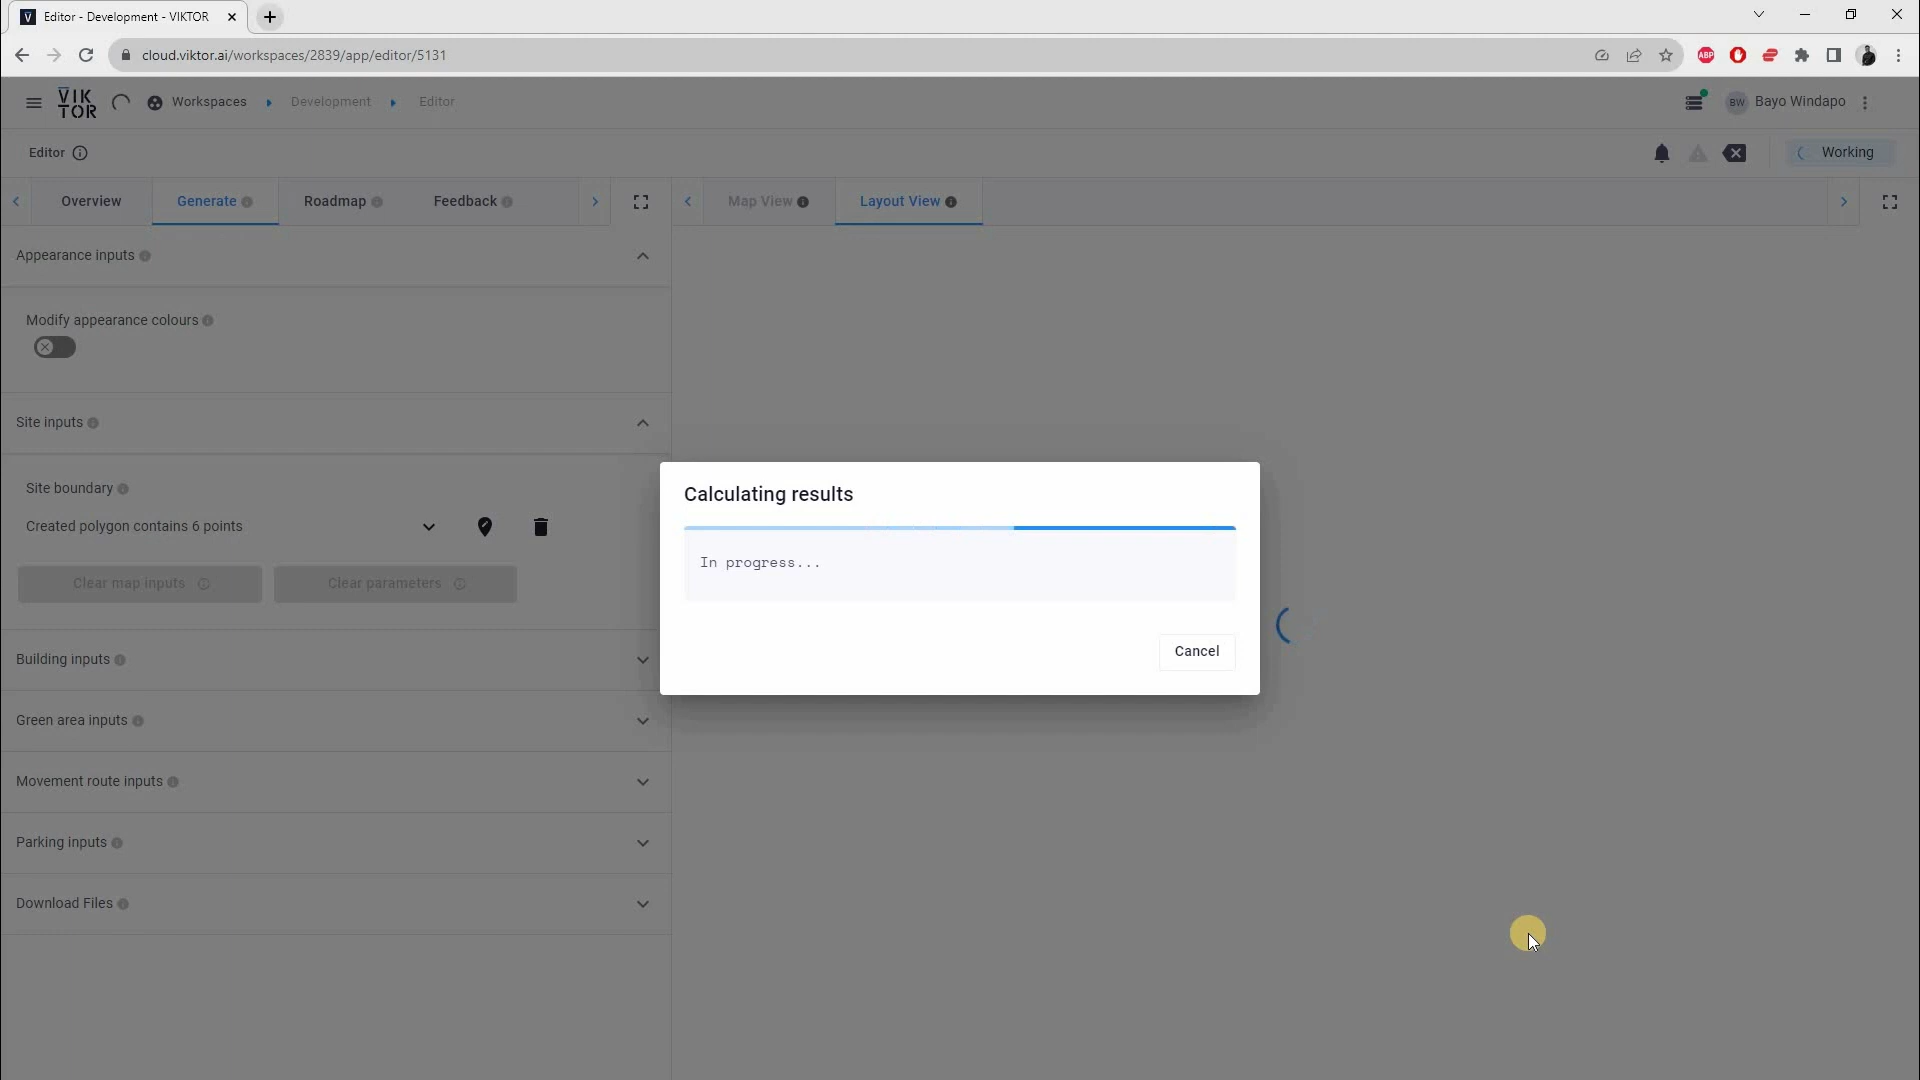 Editor - Development - VIKTOR
cloud.viktor.ai/workspaces/2839/app/editor/5131
ABP
VIK
TOR
Workspaces
Development
Editor
BW
Bayo Windapo
Editor
Working
Overview
Generate
Roadmap
Feedback
Map View
Layout View
Appearance inputs
Modify appearance colours
Site inputs
Site boundary
Created polygon contains 6 points
Clear map inputs
Clear parameters
Building inputs
Green area inputs
Movement route inputs
Parking inputs
Download Files
Calculating results
In progress...
Cancel